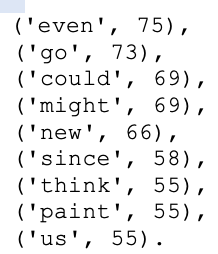 ('even', 75),
('go', 73),
('could', 69),
('might', 69),
('new', 66),
('since', 58),
('think', 55),
('paint', 55),
('us', 55).